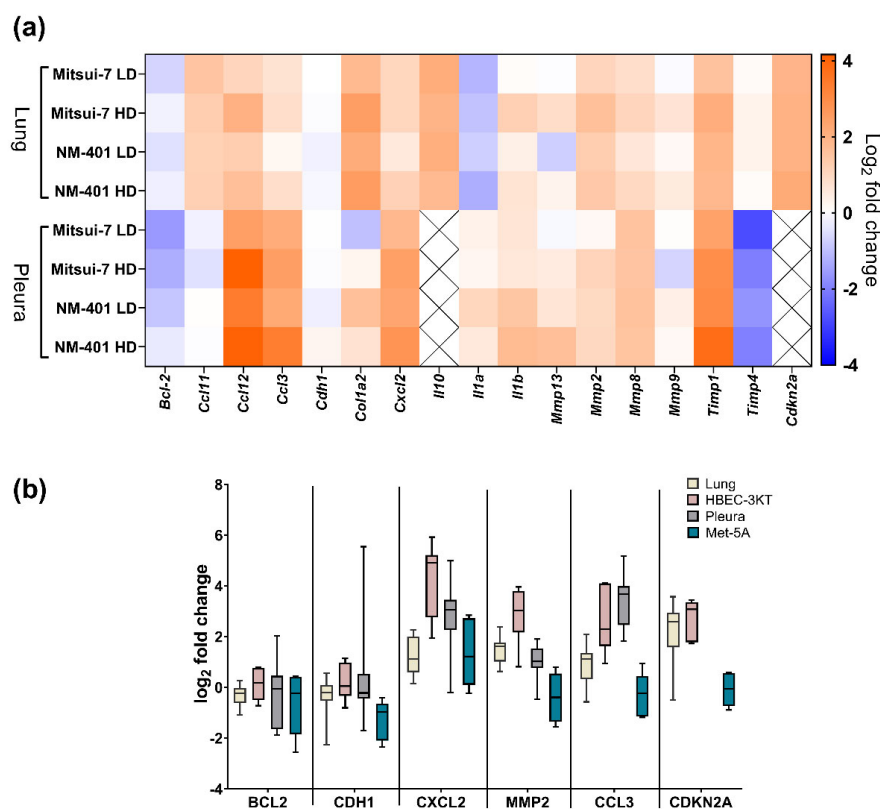 (a)
Lung
Mitsui-7 LD
Mitsui-7 HD
NM-401 LD
NM-401 HD
Pleura
Mitsui-7 LD
Mitsui-7 HD
NM-401 LD
NM-401 HD
Bcl-2
Ccl11
Ccl12
Ccl3
Cdh1
Col1a2
Cxcl2
Il10
Il1a
Il1b
Mmp13
Mmp2
Mmp8
Mmp9
Timp1
Timp4
Cdkn2a
4
2
0
-2
-4
Log2 fold change
(b)
log2 fold change
8
6
4
2
0
-2
-4
Lung
HBEC-3KT
Pleura
Met-5A
BCL2
CDH1
CXCL2
MMP2
CCL3
CDKN2A